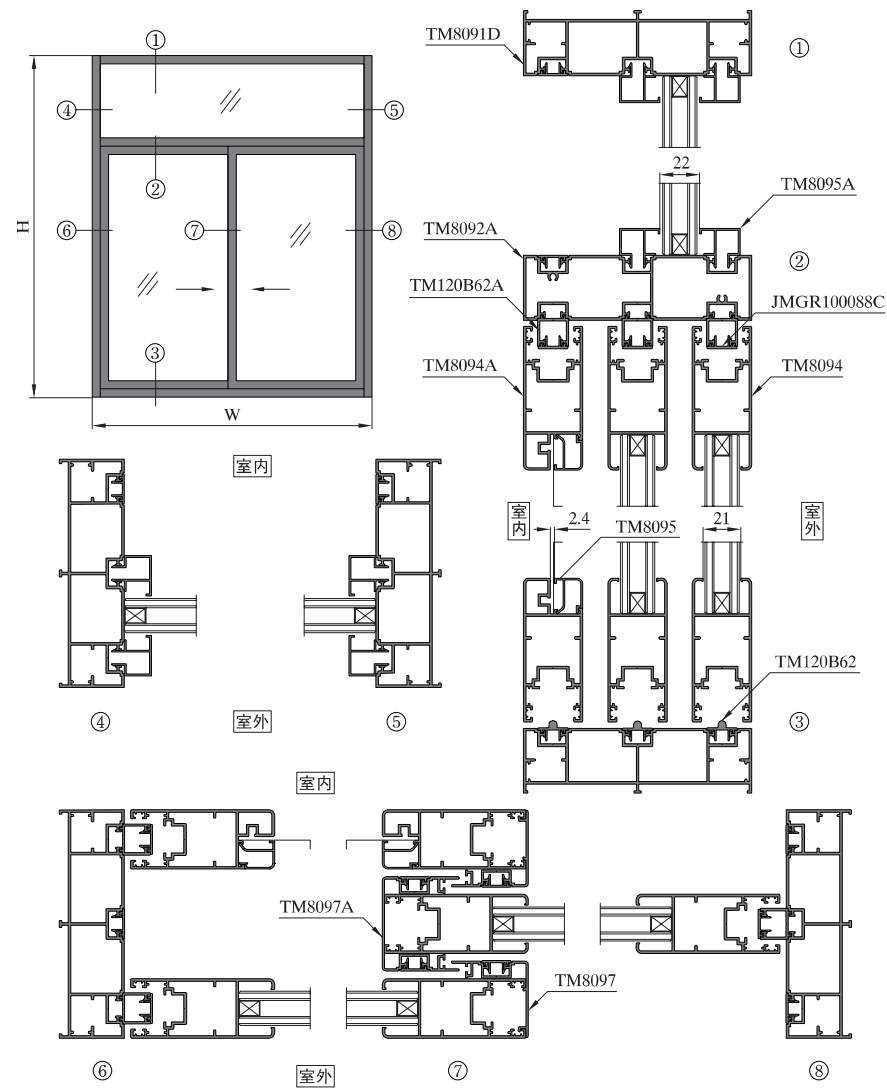 ①
TM8091D
①
④
⑤
②
22
TM8095A
H
⑥
⑦
⑧
TM8092A
②
TM120B62A
JMGR100088C
③
TM8094A
TM8094
W
室内
室内
2.4
TM8095
21
室外
TM120B62
④
室外
⑤
③
室内
TM8097A
TM8097
⑥
室外
⑦
⑧